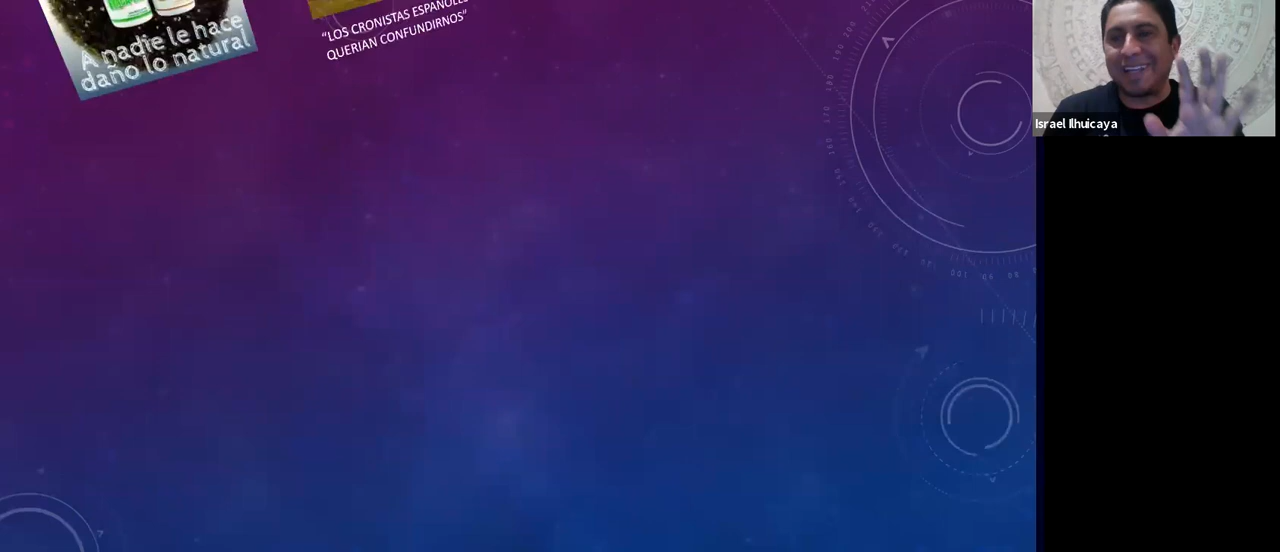 A nadie le hace
daño lo natural
“LOS CRONISTAS ESPAÑOLES
QUERIAN CONFUNDIRNOS”
Israel Ilhuicaya